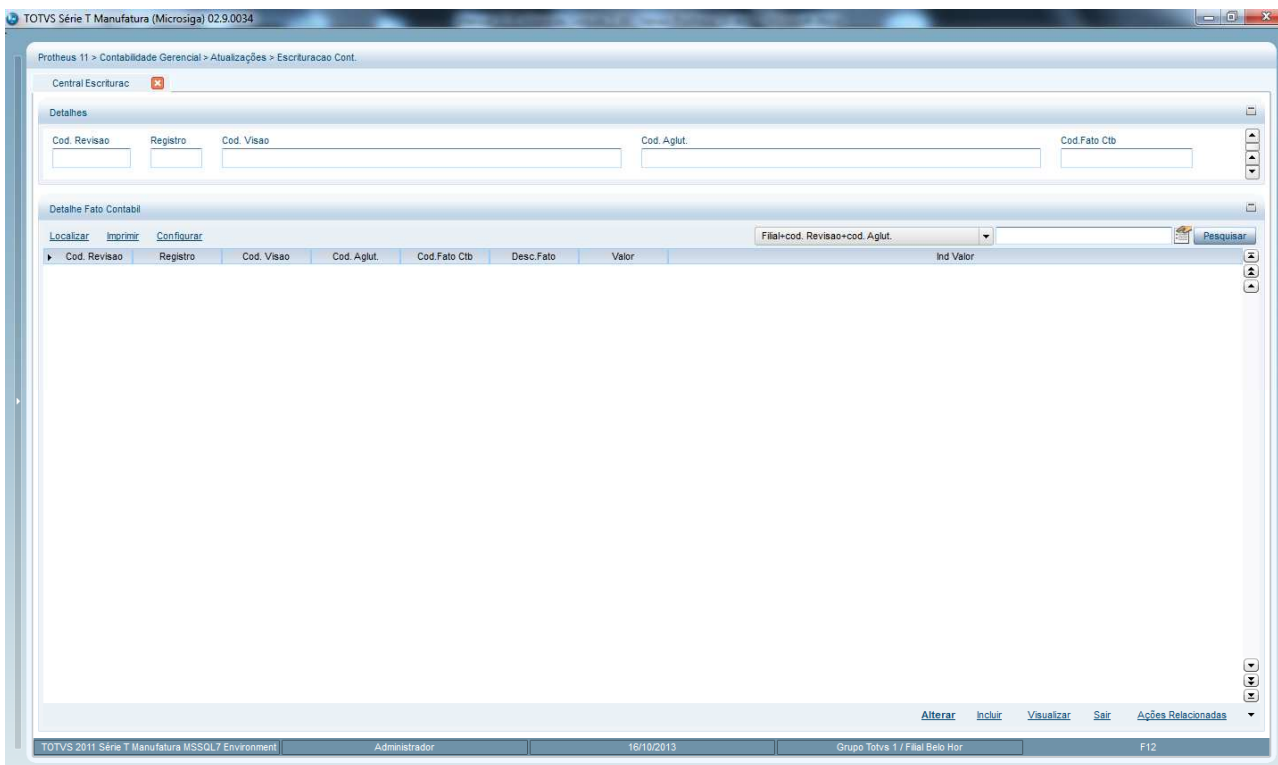 TOTVS Série T Manufatura (Microsiga) 02.9.0034
Protheus 11 > Contabilidade Gerencial > Atualizações > Escrituracao Cont.
Central Escriturac
Detalhes
Cod. Revisao Registro Cod. Visao Cod. Aglut. Cod.Fato Ctb
Detalhe Fato Contabil
Localizar Imprimir Configurar Filial+cod. Revisao+cod. Aglut. Pesquisar
Cod. Revisao Registro Cod. Visao Cod. Aglut. Cod.Fato Ctb Desc.Fato Valor Ind Valor
Alterar Incluir Visualizar Sair Ações Relacionadas
TOTVS 2011 Série T Manufatura MSSQL7 Environment Administrador 16/10/2013 Grupo Totvs 1 / Filial Belo Hor F12